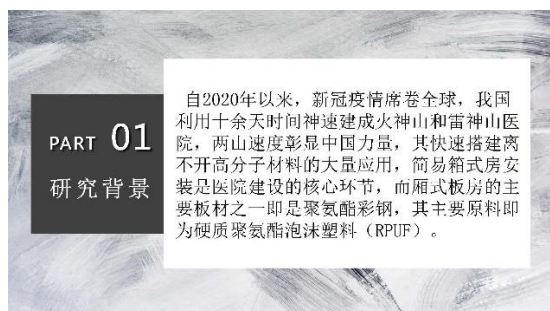 PART 01
研究背景
自2020年以来，新冠疫情席卷全球，我国
利用十余天时间神速建成火神山和雷神山医
院，两山速度彰显中国力量，其快速搭建离
不开高分子材料的大量应用，简易箱式房安
装是医院建设的核心环节，而厢式板房的主
要板材之一即是聚氨酯彩钢，其主要原料即
为硬质聚氨酯泡沫塑料（RPUF）。